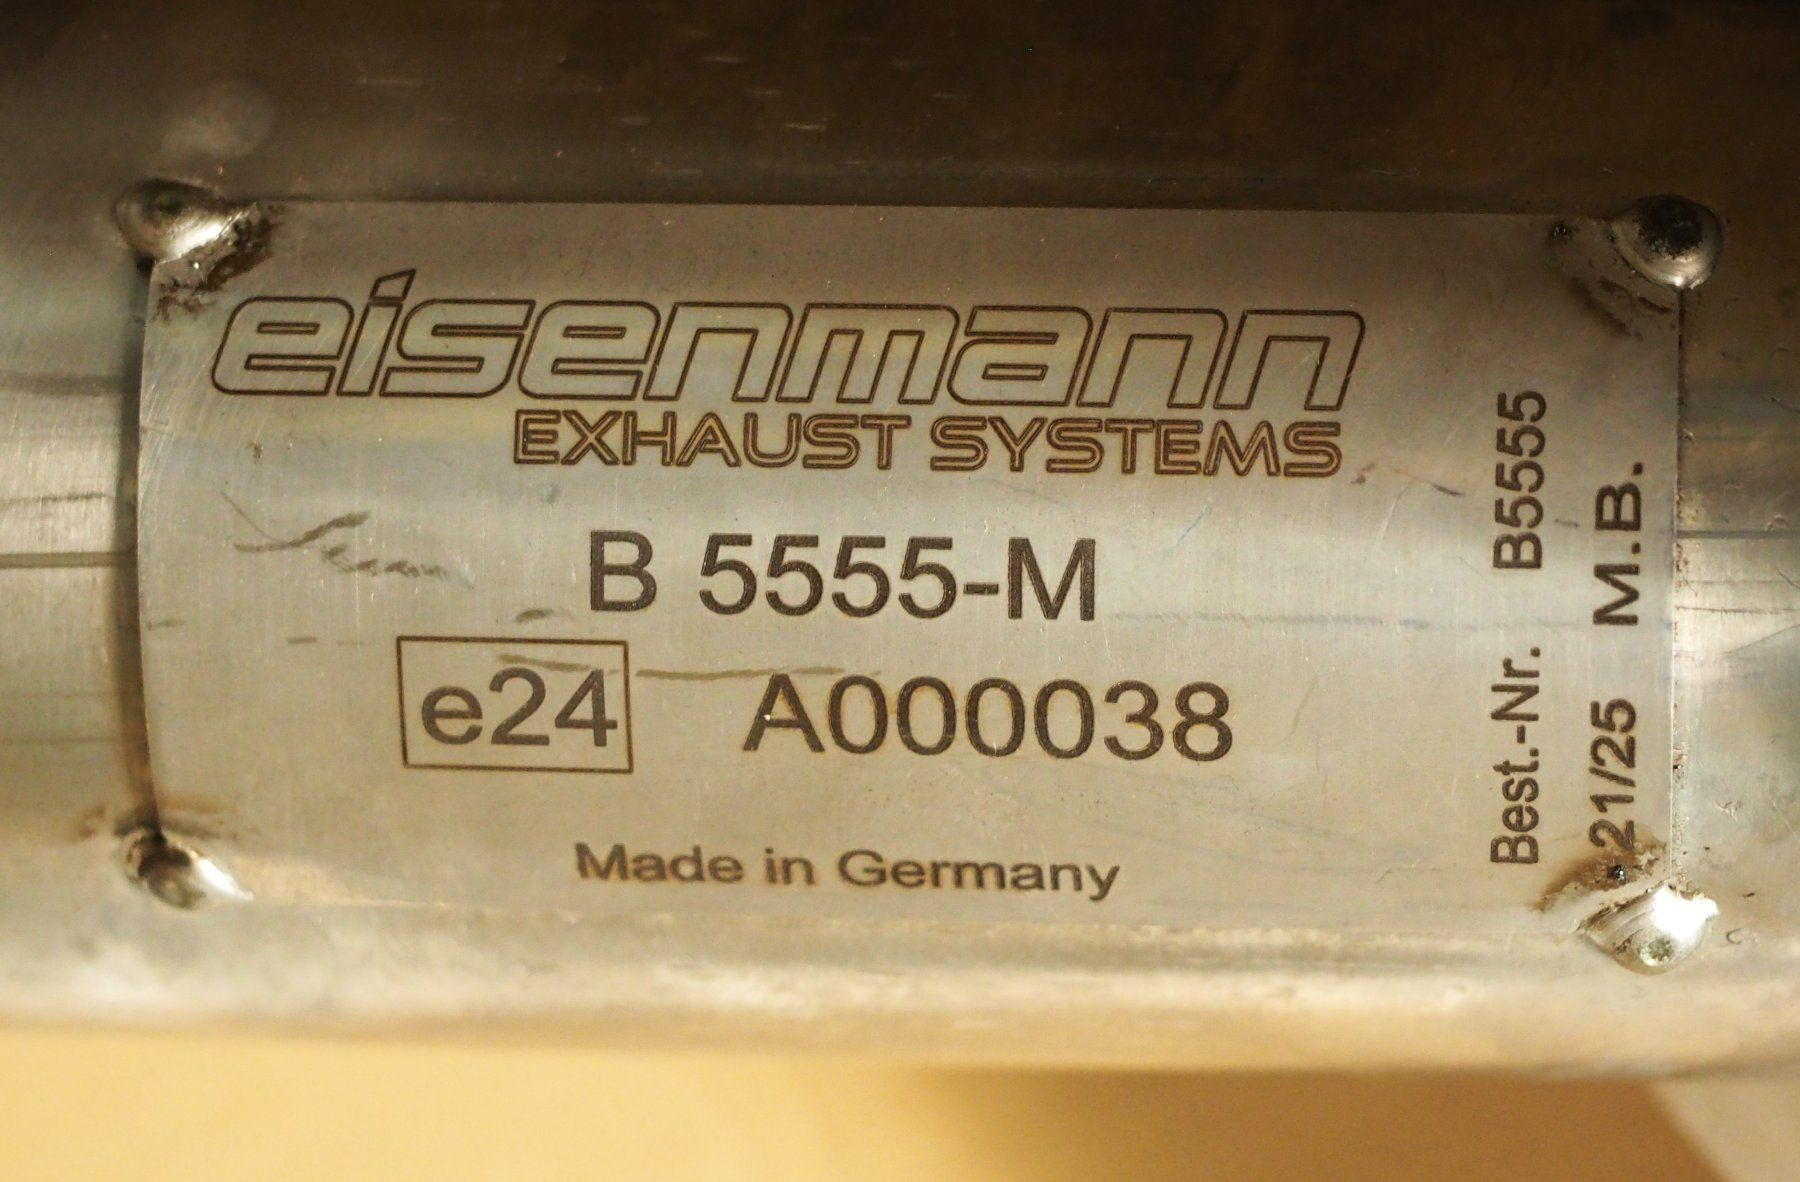 eisenmann
EXHAUST SYSTEMS
B 5555-M
e24 A000038
Made in Germany
Best.-Nr. B5555
21/25 M.B.